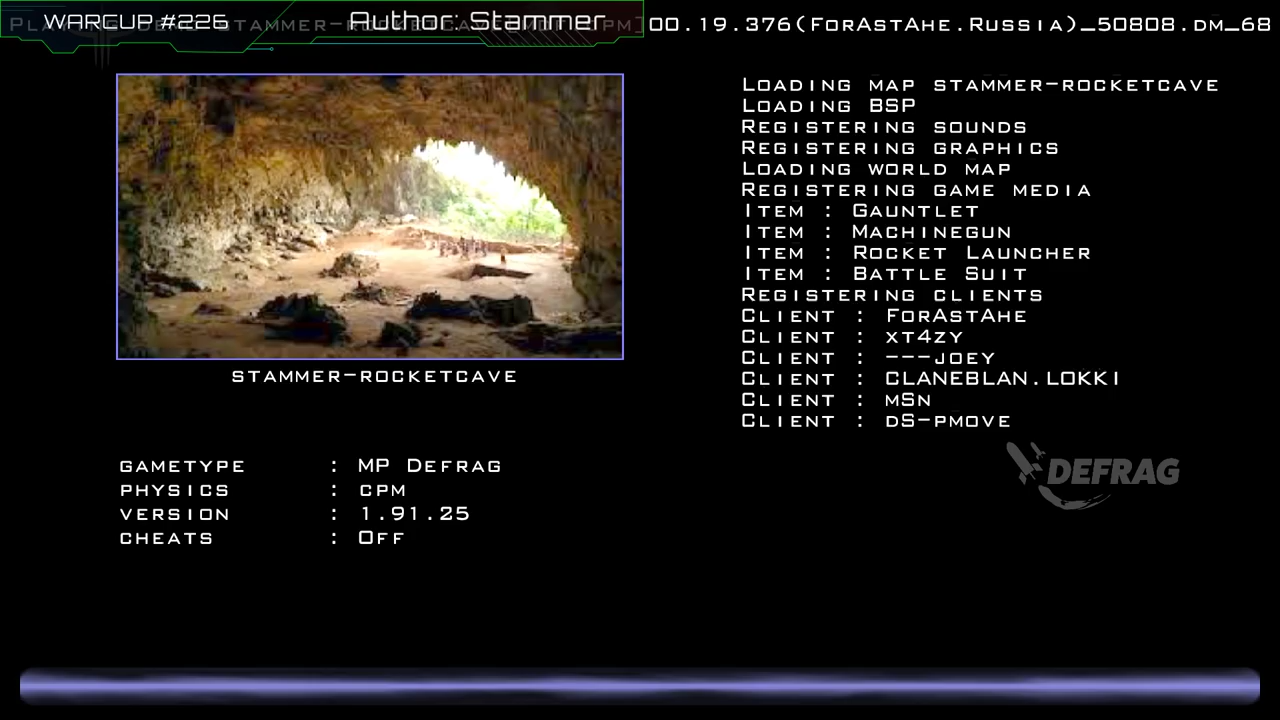 WARCUP #226
Author: Stammer
00.19.376(ForAstAhe.Russia)_50808.dm_68
Loading map stammer-rocketcave
Loading BSP
Registering sounds
Registering graphics
Loading world map
Registering game media
Item : Gauntlet
Item : Machinegun
Item : Rocket Launcher
Item : Battle Suit
Registering clients
Client : ForAstAhe
Client : xt4zy
Client : ---JOEY
Client : CLANEBLAN.LOKKI
Client : mSn
Client : dS-pmove
stammer-rocketcave
gametype : MP Defrag
physics : cpm
version : 1.91.25
cheats : Off
DEFRAG